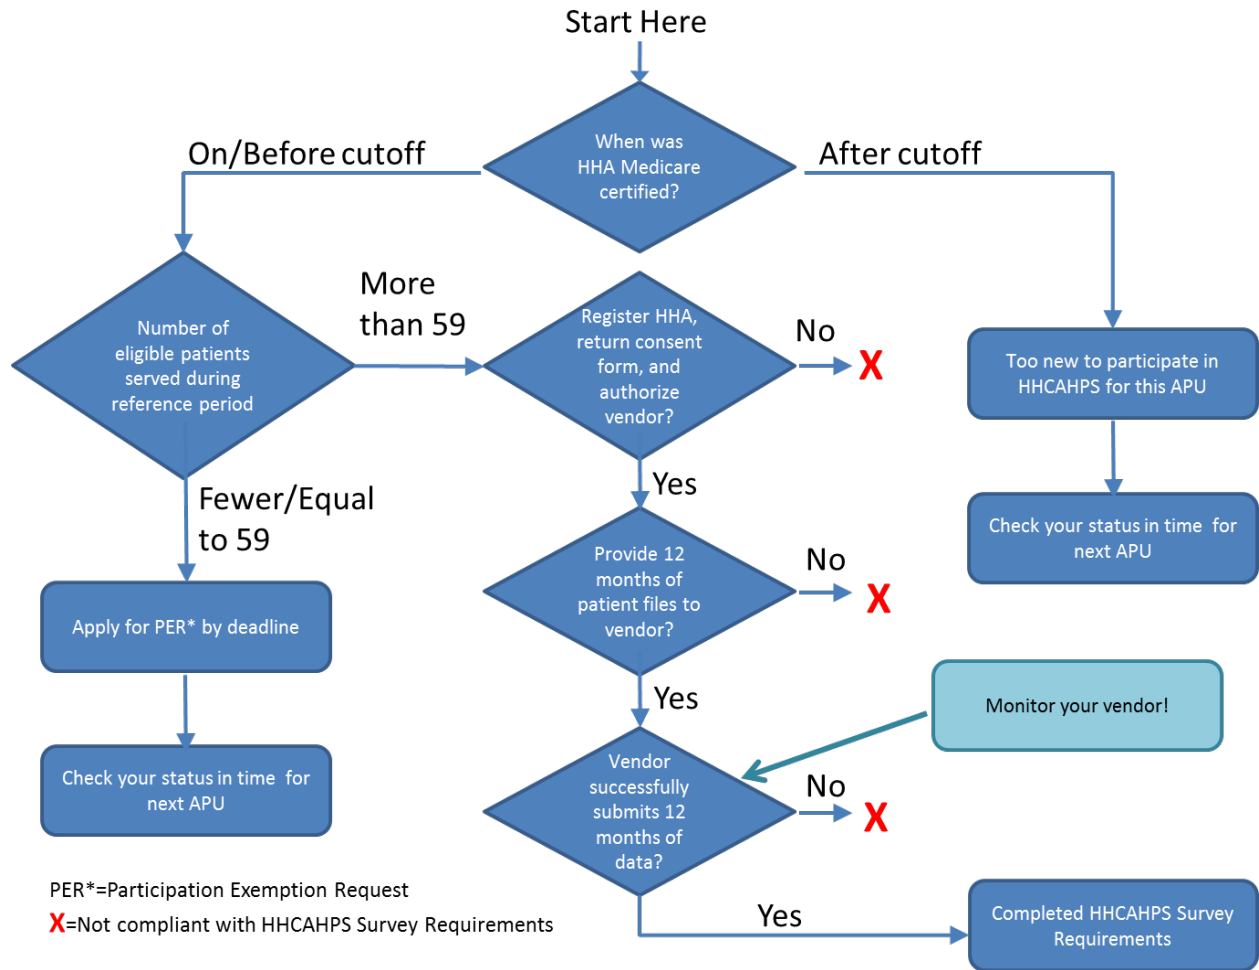 Start Here
When was
HHA Medicare
certified?
On/Before cutoff
After cutoff
Number of
eligible patients
served during
reference period
More
than 59
Register HHA,
return consent
form, and
authorize
vendor?
No
X
Too new to participate in
HHCAHPS for this APU
Yes
Fewer/Equal
to 59
Check your status in time for
next APU
Provide 12
months of
patient files to
vendor?
No
X
Apply for PER* by deadline
Yes
Monitor your vendor!
Check your status in time for
next APU
Vendor
successfully
submits 12
months of
data?
No
X
PER*=Participation Exemption Request
X=Not compliant with HHCAHPS Survey Requirements
Yes
Completed HHCAHPS Survey
Requirements